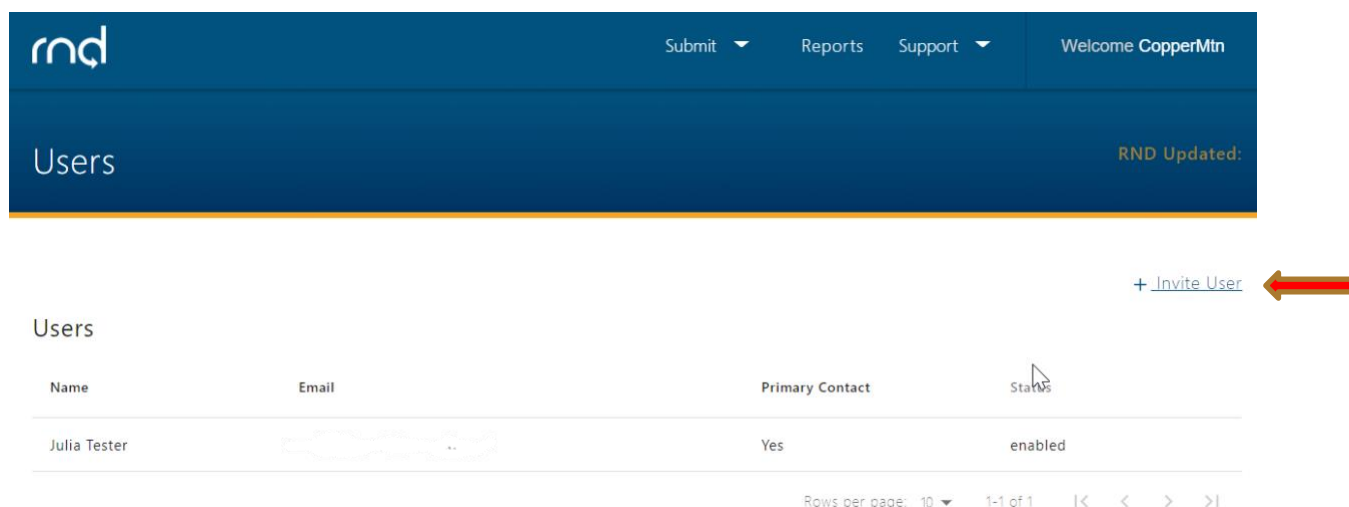 rnd
Submit Reports Support Welcome CopperMtn
Users RND Updated:
+ Invite User
Users
Name Email Primary Contact Status
Julia Tester Yes enabled
Rows per page: 10 1-1 of 1 |< < > >|